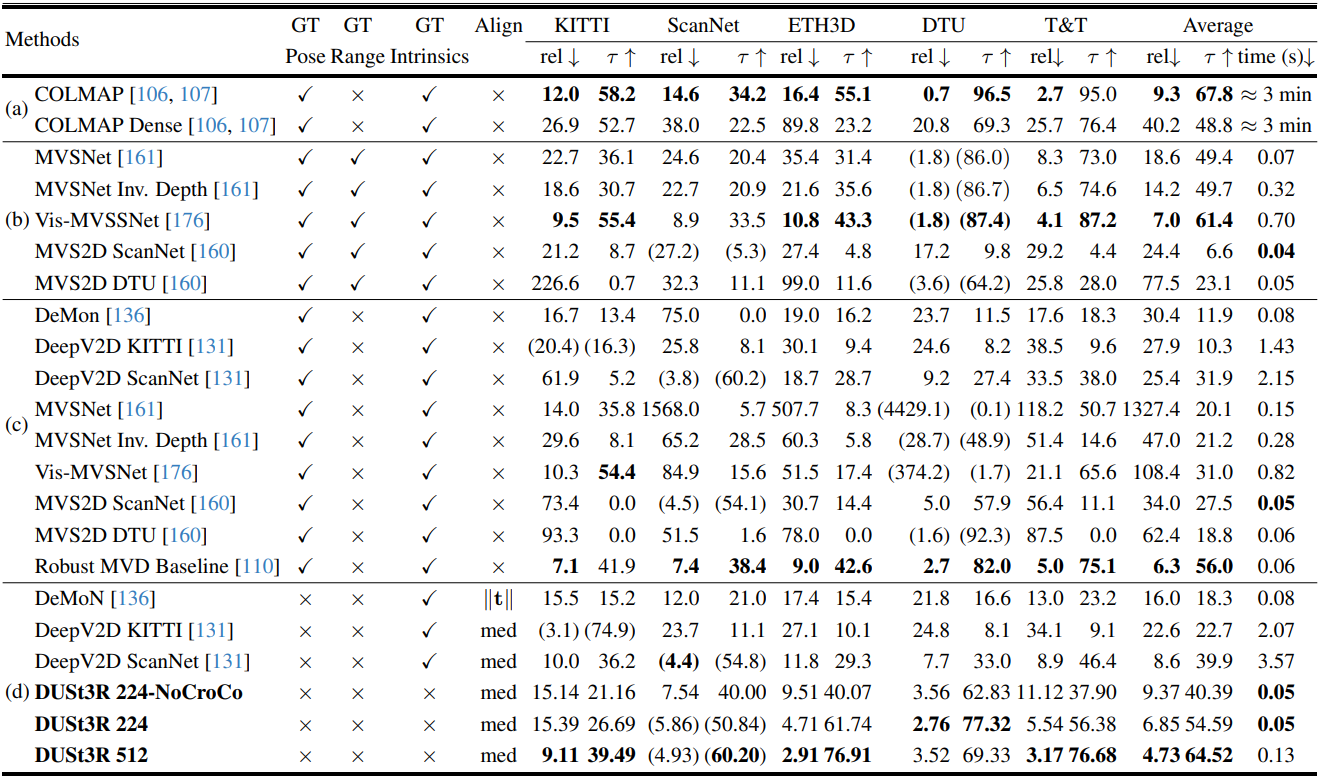 Methods GT GT GT Align KITTI ScanNet ETH3D DTU T&T Average
Pose Range Intrinsics rel ↓ τ ↑ rel ↓ τ ↑ rel ↓ τ ↑ rel ↓ τ ↑ rel↓ τ ↑ rel↓ τ ↑ time (s)↓
(a) COLMAP [106, 107] ✓ × ✓ × 12.0 58.2 14.6 34.2 16.4 55.1 0.7 96.5 2.7 95.0 9.3 67.8 ≈ 3 min
COLMAP Dense [106, 107] ✓ × ✓ × 26.9 52.7 38.0 22.5 89.8 23.2 20.8 69.3 25.7 76.4 40.2 48.8 ≈ 3 min
MVSNet [161] ✓ ✓ ✓ × 22.7 36.1 24.6 20.4 35.4 31.4 (1.8) (86.0) 8.3 73.0 18.6 49.4 0.07
MVSNet Inv. Depth [161] ✓ ✓ ✓ × 18.6 30.7 22.7 20.9 21.6 35.6 (1.8) (86.7) 6.5 74.6 14.2 49.7 0.32
(b) Vis-MVSSNet [176] ✓ ✓ ✓ × 9.5 55.4 8.9 33.5 10.8 43.3 (1.8) (87.4) 4.1 87.2 7.0 61.4 0.70
MVS2D ScanNet [160] ✓ ✓ ✓ × 21.2 8.7 (27.2) (5.3) 27.4 4.8 17.2 9.8 29.2 4.4 24.4 6.6 0.04
MVS2D DTU [160] ✓ ✓ ✓ × 226.6 0.7 32.3 11.1 99.0 11.6 (3.6) (64.2) 25.8 28.0 77.5 23.1 0.05
DeMon [136] ✓ × ✓ × 16.7 13.4 75.0 0.0 19.0 16.2 23.7 11.5 17.6 18.3 30.4 11.9 0.08
DeepV2D KITTI [131] ✓ × ✓ × (20.4) (16.3) 25.8 8.1 30.1 9.4 24.6 8.2 38.5 9.6 27.9 10.3 1.43
DeepV2D ScanNet [131] ✓ × ✓ × 61.9 5.2 (3.8) (60.2) 18.7 28.7 9.2 27.4 33.5 38.0 25.4 31.9 2.15
MVSNet [161] ✓ × ✓ × 14.0 35.8 1568.0 5.7 507.7 8.3 (4429.1) (0.1) 118.2 50.7 1327.4 20.1 0.15
(c) MVSNet Inv. Depth [161] ✓ × ✓ × 29.6 8.1 65.2 28.5 60.3 5.8 (28.7) (48.9) 51.4 14.6 47.0 21.2 0.28
Vis-MVSNet [176] ✓ × ✓ × 10.3 54.4 84.9 15.6 51.5 17.4 (374.2) (1.7) 21.1 65.6 108.4 31.0 0.82
MVS2D ScanNet [160] ✓ × ✓ × 73.4 0.0 (4.5) (54.1) 30.7 14.4 5.0 57.9 56.4 11.1 34.0 27.5 0.05
MVS2D DTU [160] ✓ × ✓ × 93.3 0.0 51.5 1.6 78.0 0.0 (1.6) (92.3) 87.5 0.0 62.4 18.8 0.06
Robust MVD Baseline [110] ✓ × ✓ × 7.1 41.9 7.4 38.4 9.0 42.6 2.7 82.0 5.0 75.1 6.3 56.0 0.06
DeMoN [136] × × ✓ ‖t‖ 15.5 15.2 12.0 21.0 17.4 15.4 21.8 16.6 13.0 23.2 16.0 18.3 0.08
DeepV2D KITTI [131] × × ✓ med (3.1) (74.9) 23.7 11.1 27.1 10.1 24.8 8.1 34.1 9.1 22.6 22.7 2.07
DeepV2D ScanNet [131] × × ✓ med 10.0 36.2 (4.4) (54.8) 11.8 29.3 7.7 33.0 8.9 46.4 8.6 39.9 3.57
(d) DUSt3R 224-NoCroCo × × × med 15.14 21.16 7.54 40.00 9.51 40.07 3.56 62.83 11.12 37.90 9.37 40.39 0.05
DUSt3R 224 × × × med 15.39 26.69 (5.86) (50.84) 4.71 61.74 2.76 77.32 5.54 56.38 6.85 54.59 0.05
DUSt3R 512 × × × med 9.11 39.49 (4.93) (60.20) 2.91 76.91 3.52 69.33 3.17 76.68 4.73 64.52 0.13